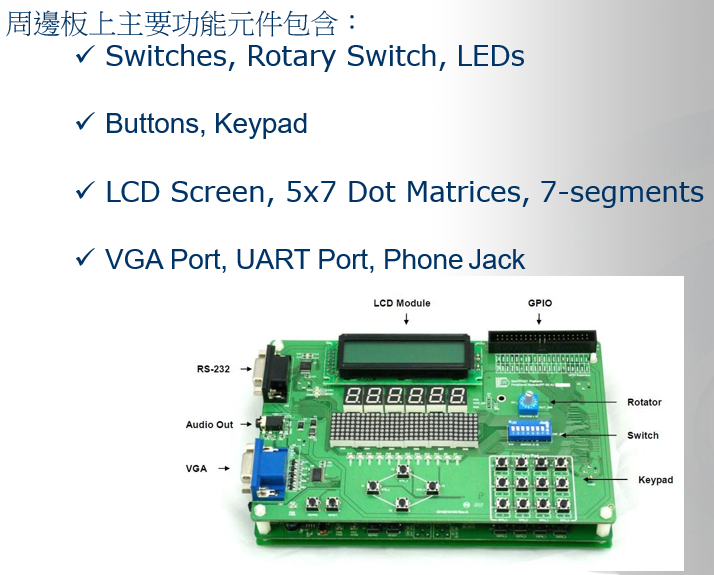 周邊板上主要功能元件包含：
✓ Switches, Rotary Switch, LEDs
✓ Buttons, Keypad
✓ LCD Screen, 5x7 Dot Matrices, 7-segments
✓ VGA Port, UART Port, Phone Jack
LCD Module
GPIO
RS-232
Rotator
Audio Out
Switch
VGA
Keypad